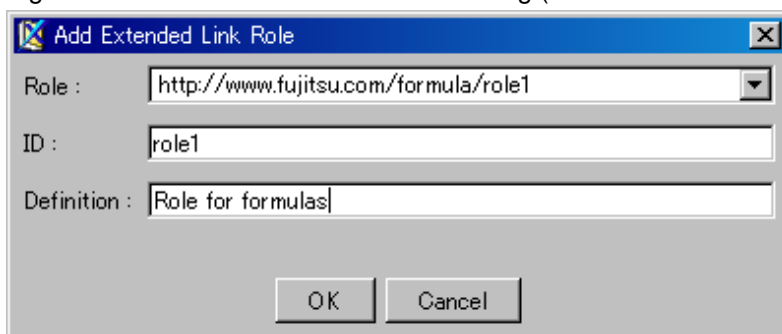 Add Extended Link Role
Role : http://www.fujitsu.com/formula/role1
ID : role1
Definition : Role for formulas
OK Cancel